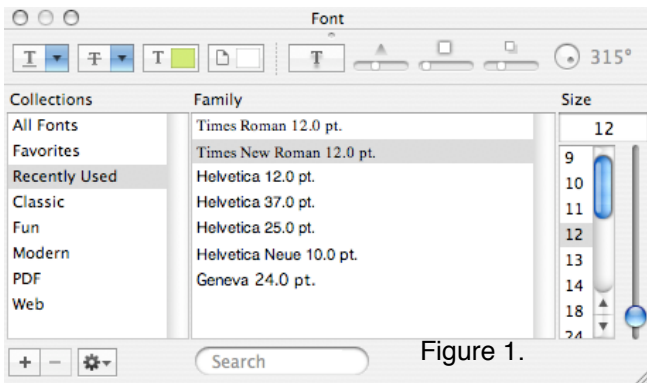 Font
T T T T 315°
Collections Family Size
All Fonts
Favorites
Recently Used
Classic
Fun
Modern
PDF
Web
Times Roman 12.0 pt.
Times New Roman 12.0 pt.
Helvetica 12.0 pt.
Helvetica 37.0 pt.
Helvetica 25.0 pt.
Helvetica Neue 10.0 pt.
Geneva 24.0 pt.
12
9
10
11
12
13
14
18
24
Search
Figure 1.